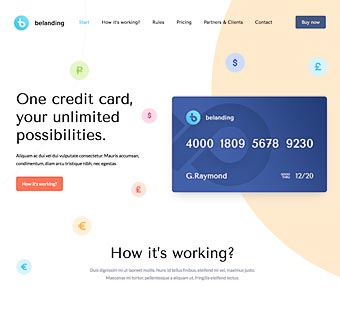 belanding Start How it's working? Rules Pricing Partners & Clients Contact Buy now
₽
$
£
One credit card,
your unlimited
possibilities.
$
belanding
4000 1809 5678 9230
Aliquam ac dui vel dui vulputate consectetur. Mauris accumsan,
condimentum, diam arcu tristique nibh, nec egestas
G.Raymond 12/20
How it's working?
£
€
€
How it's working?
Duis dignissim mi ut laoreet mollis. Nunc id tellus finibus, eleifend mi vel, maximus justo.
Maecenas mi tortor, pellentesque a aliquam ut, fringilla eleifend lectus.